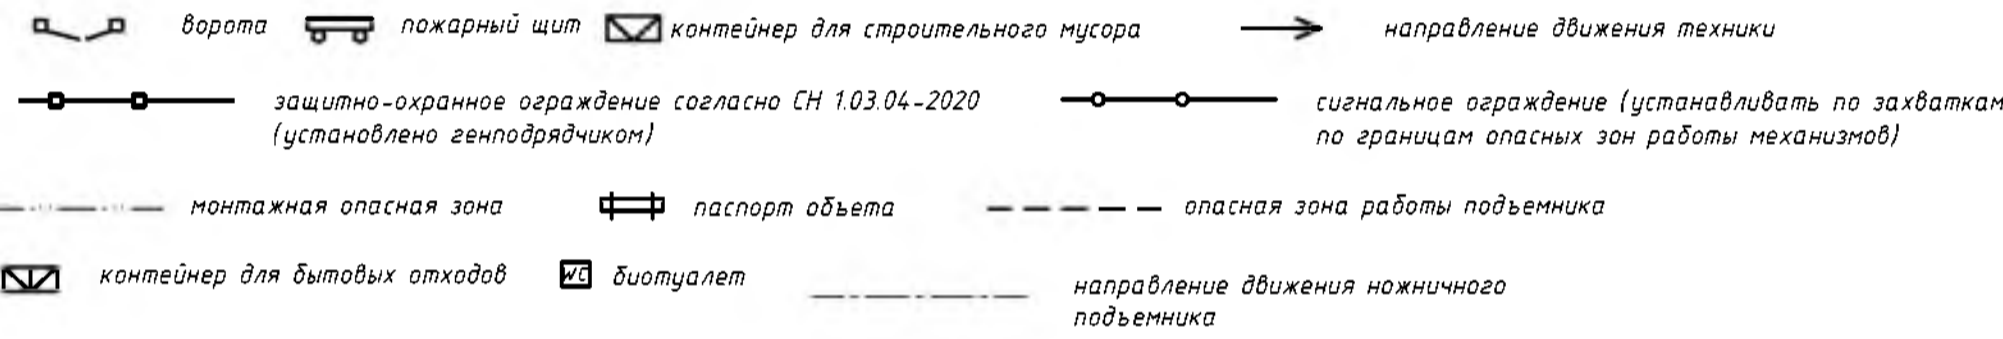 ворота пожарный щит контейнер для строительного мусора направление движения техники
защитно-охранное ограждение согласно СН 1.03.04-2020
(установлено генподрядчиком)
сигнальное ограждение (устанавливать по захваткам
по границам опасных зон работы механизмов)
монтажная опасная зона паспорт объета опасная зона работы подъемника
контейнер для бытовых отходов WC биотуалет
направление движения ножничного
подъемника